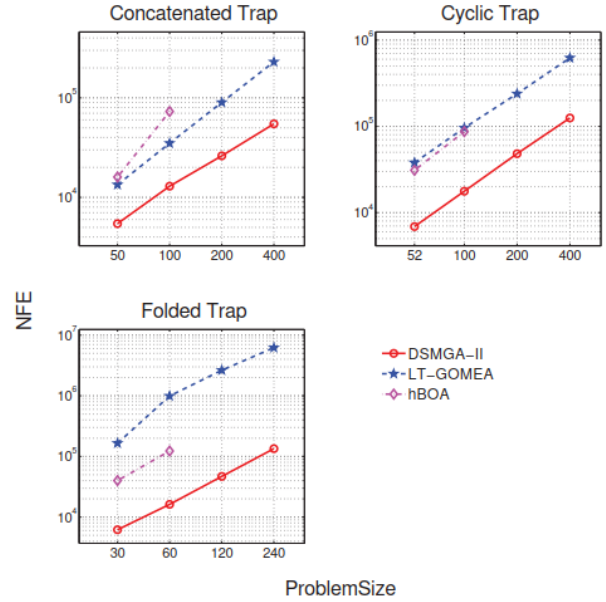 Concatenated Trap
10^5
10^4
50 100 200 400
Cyclic Trap
10^6
10^5
10^4
52 100 200 400
NFE
Folded Trap
10^7
10^6
10^5
10^4
30 60 120 240
DSMGA-II
LT-GOMEA
hBOA
ProblemSize